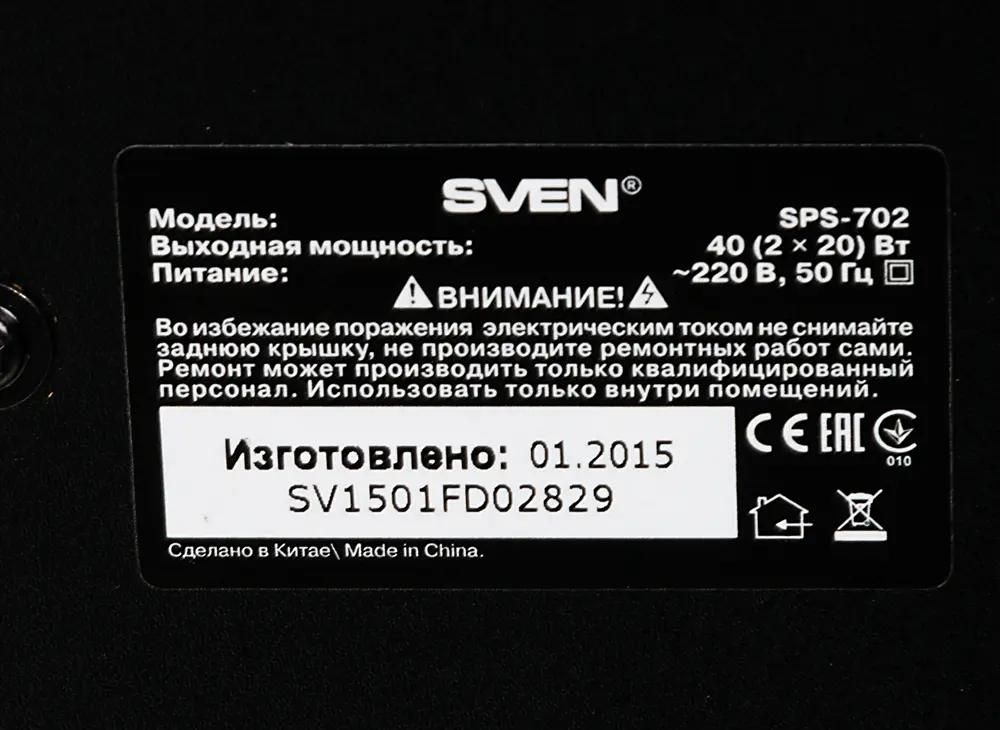 SVEN®
Модель: SPS-702
Выходная мощность: 40 (2 × 20) Вт
Питание: ~220 В, 50 Гц
ВНИМАНИЕ!
Во избежание поражения электрическим током не снимайте
заднюю крышку, не производите ремонтных работ сами.
Ремонт может производить только квалифицированный
персонал. Использовать только внутри помещений.
Изготовлено: 01.2015
SV1501FD02829
CE EAC
010
Сделано в Китае\ Made in China.